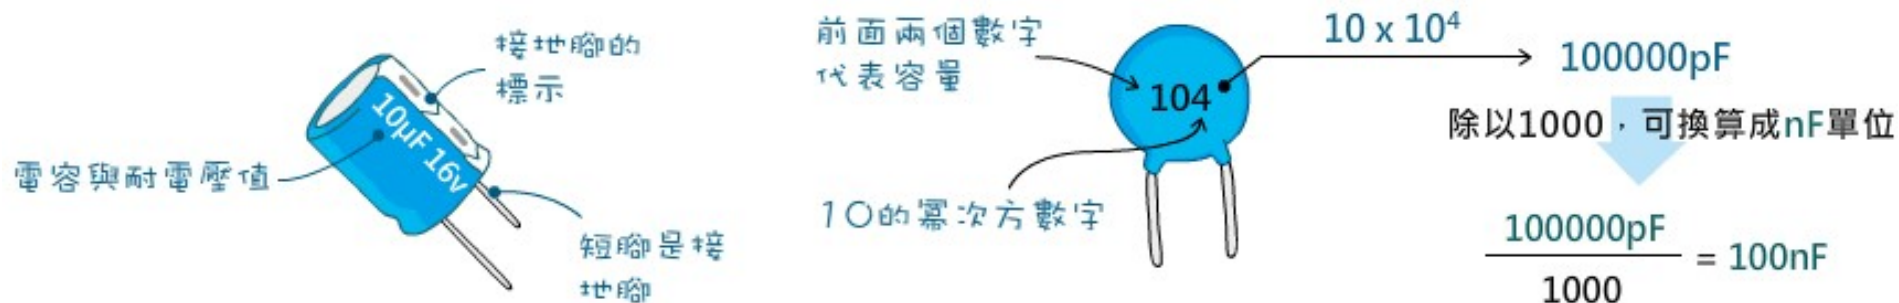 接地腳的
標示
10μF 16v
電容與耐電壓值
短腳是接
地腳
前面兩個數字
代表容量
104
10的冪次方數字
10 x 10⁴
100000pF
除以1000，可換算成nF單位
100000pF
1000
= 100nF